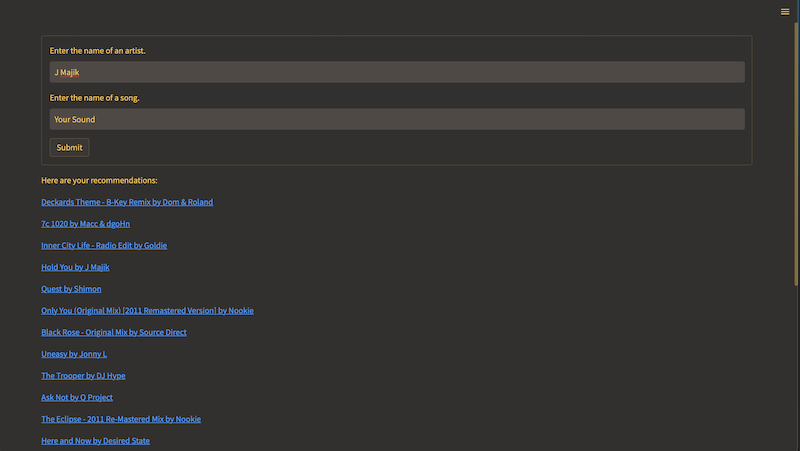 Enter the name of an artist.
J Majik
Enter the name of a song.
Your Sound
Submit
Here are your recommendations:
Deckards Theme - B-Key Remix by Dom & Roland
7c 1020 by Macc & dgoHn
Inner City Life - Radio Edit by Goldie
Hold You by J Majik
Quest by Shimon
Only You (Original Mix) [2011 Remastered Version] by Nookie
Black Rose - Original Mix by Source Direct
Uneasy by Jonny L
The Trooper by DJ Hype
Ask Not by Q Project
The Eclipse - 2011 Re-Mastered Mix by Nookie
Here and Now by Desired State